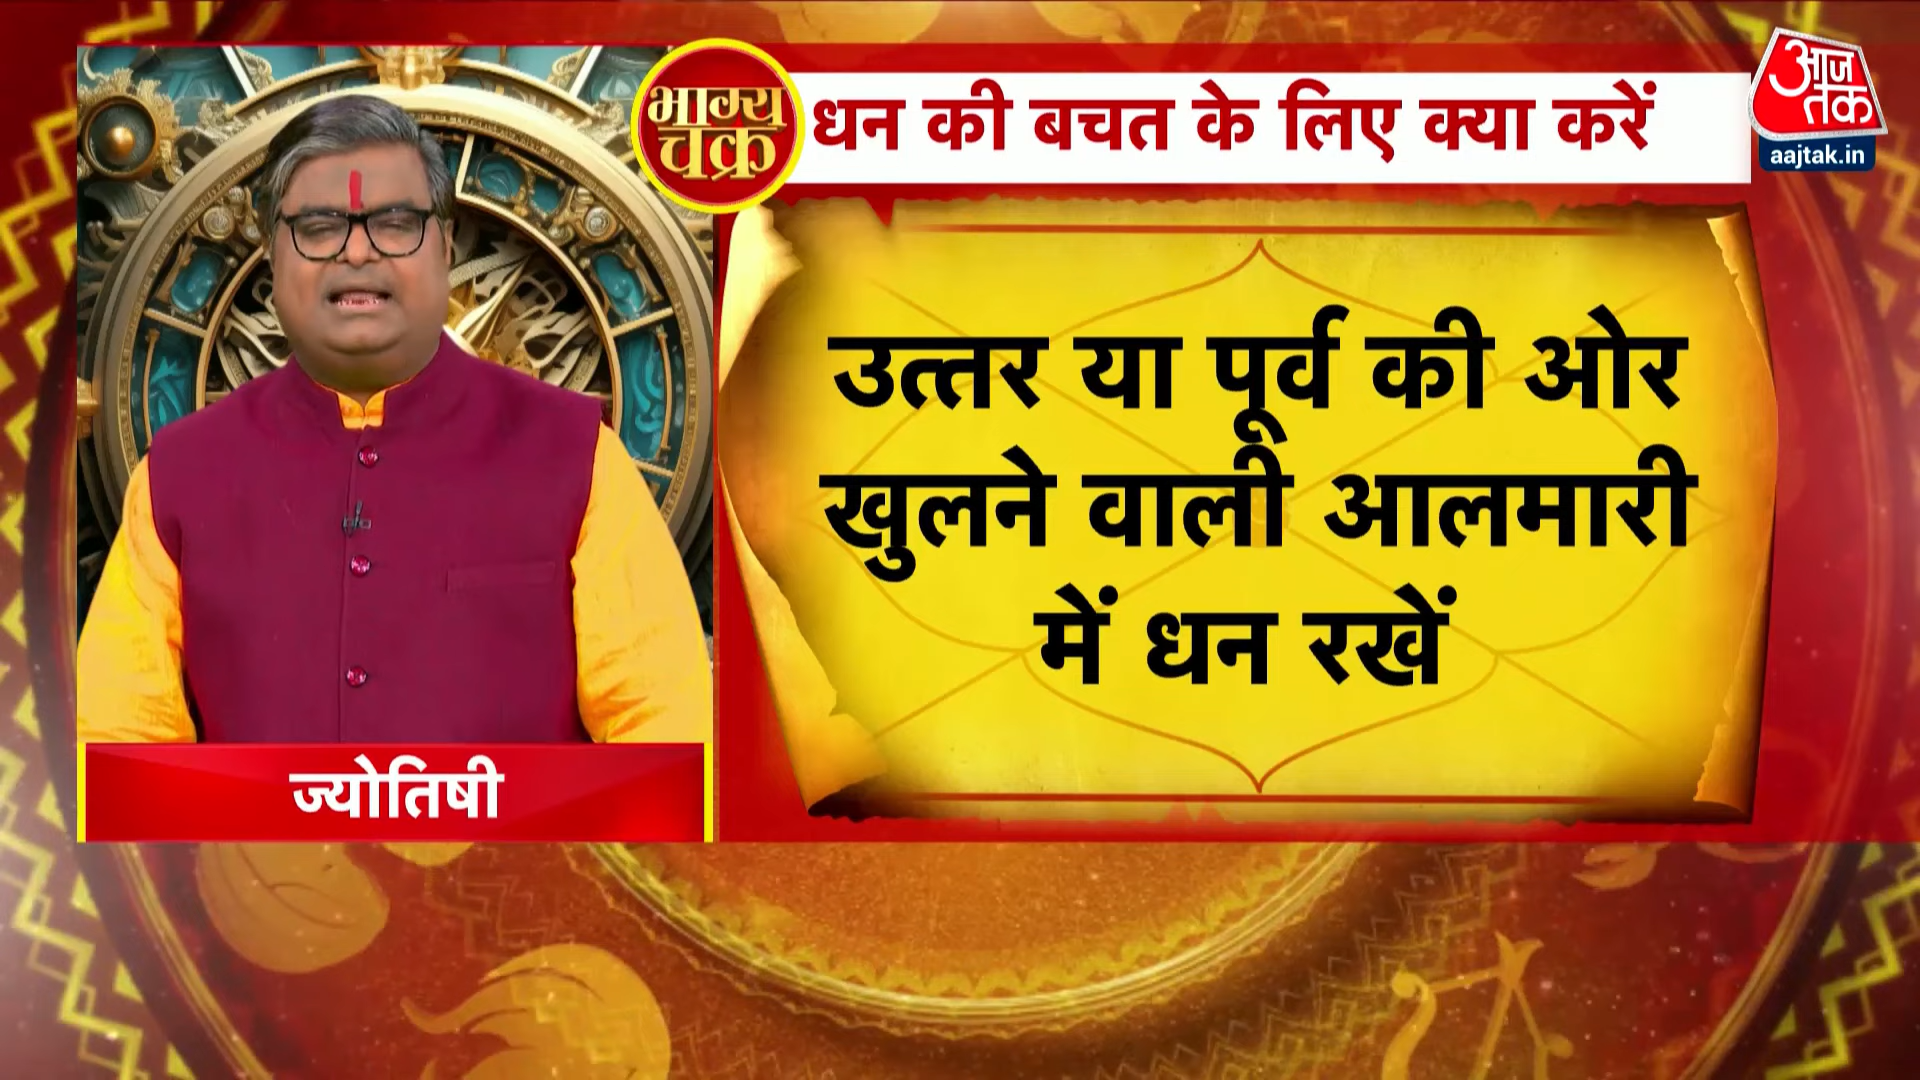 भाग्य
चक्र
धन की बचत के लिए क्या करें
आज
तक
aajtak.in
उत्तर या पूर्व की ओर
खुलने वाली आलमारी
में धन रखें
ज्योतिषी